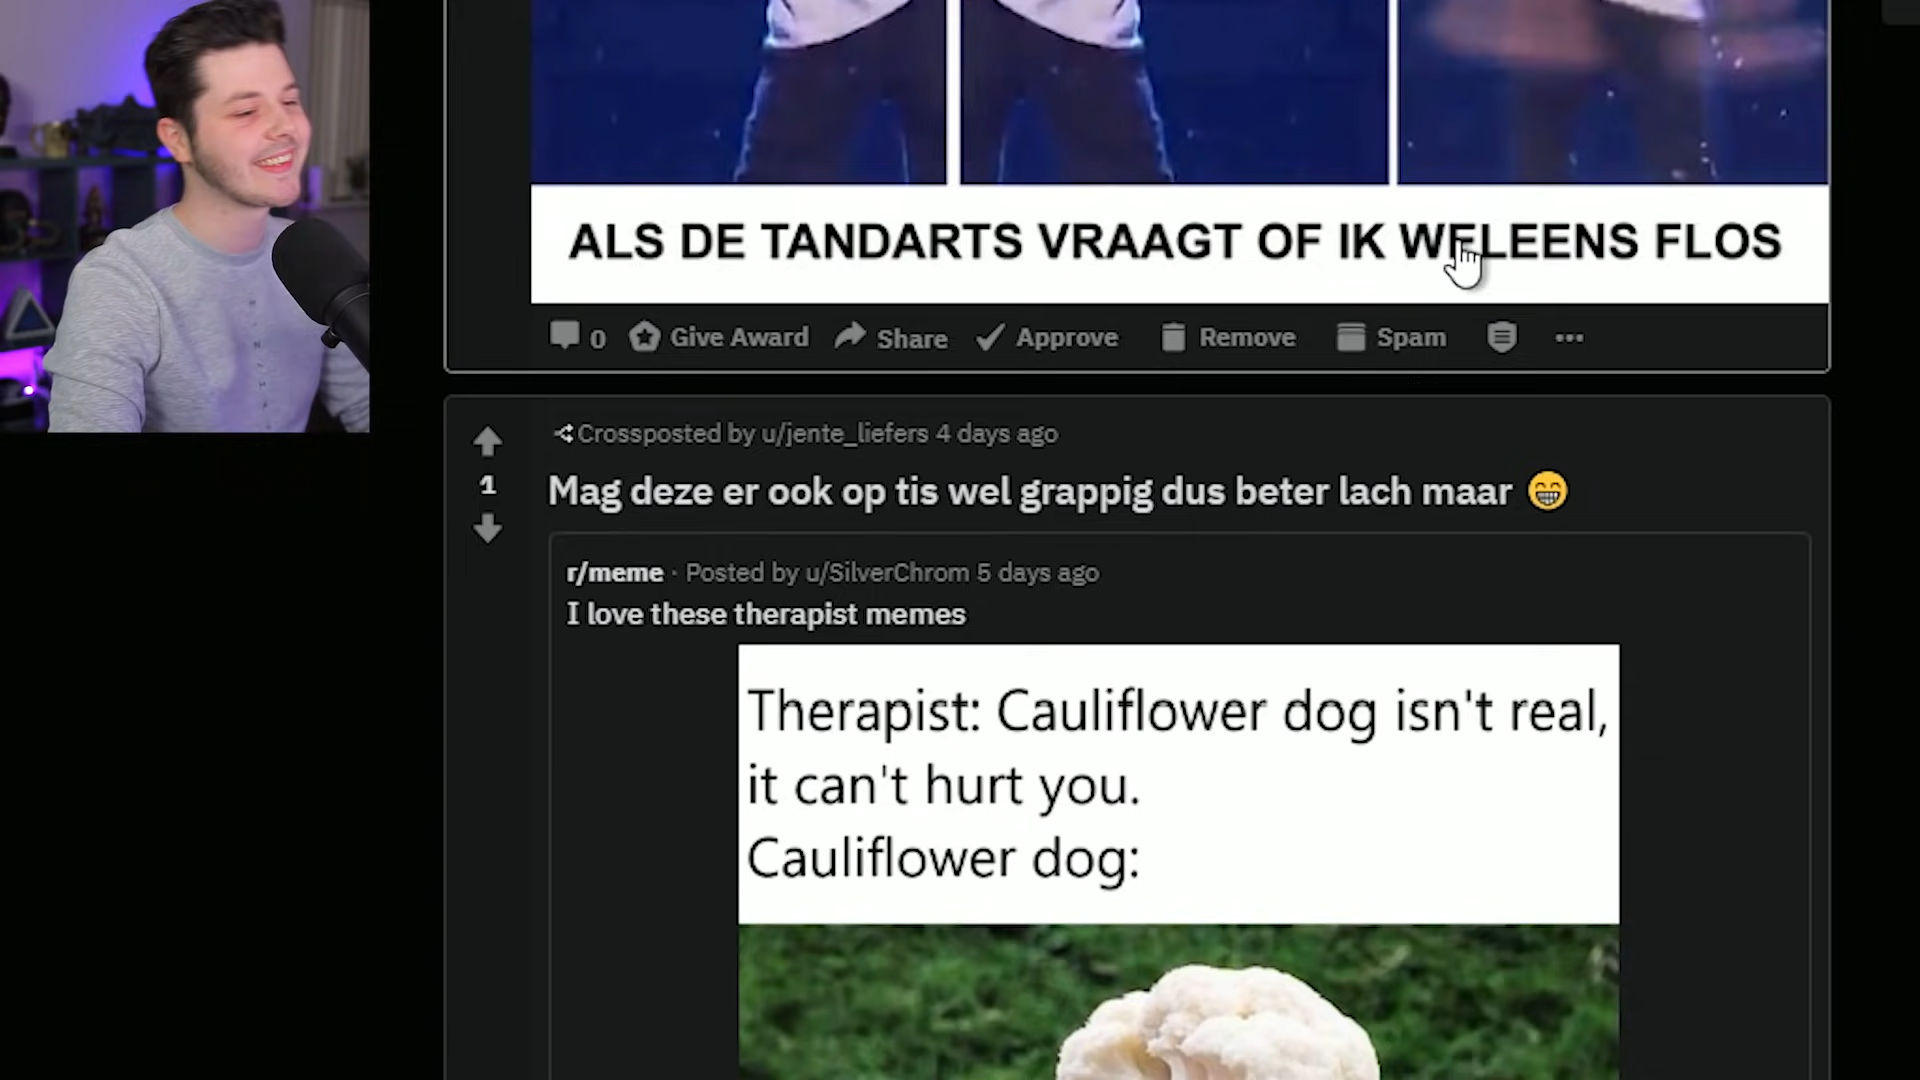 ALS DE TANDARTS VRAAGT OF IK WELEENS FLOS
0 Give Award Share Approve Remove Spam
Crossposted by u/jente_liefers 4 days ago
1
Mag deze er ook op tis wel grappig dus beter lach maar 😁
r/meme · Posted by u/SilverChrom 5 days ago
I love these therapist memes
Therapist: Cauliflower dog isn't real,
it can't hurt you.
Cauliflower dog: